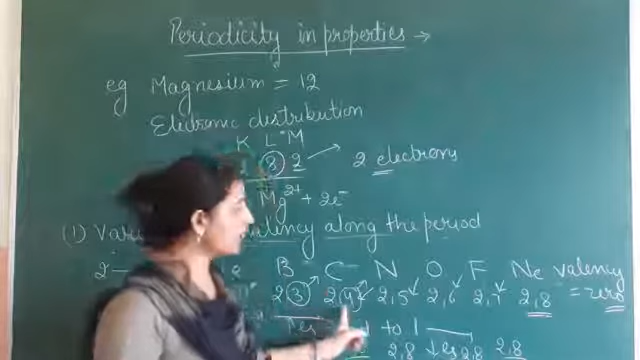 Periodicity in properties →
eg Magnesium = 12
Electronic distribution
K L M
8 2 → 2 electrons
Mg²⁺ + 2e⁻
(1) along the period
B C N O F Ne valency
2 3 2 4 2,5 2,6 2,7 2,8 = zero
to 1
2,8 2,8 2,8